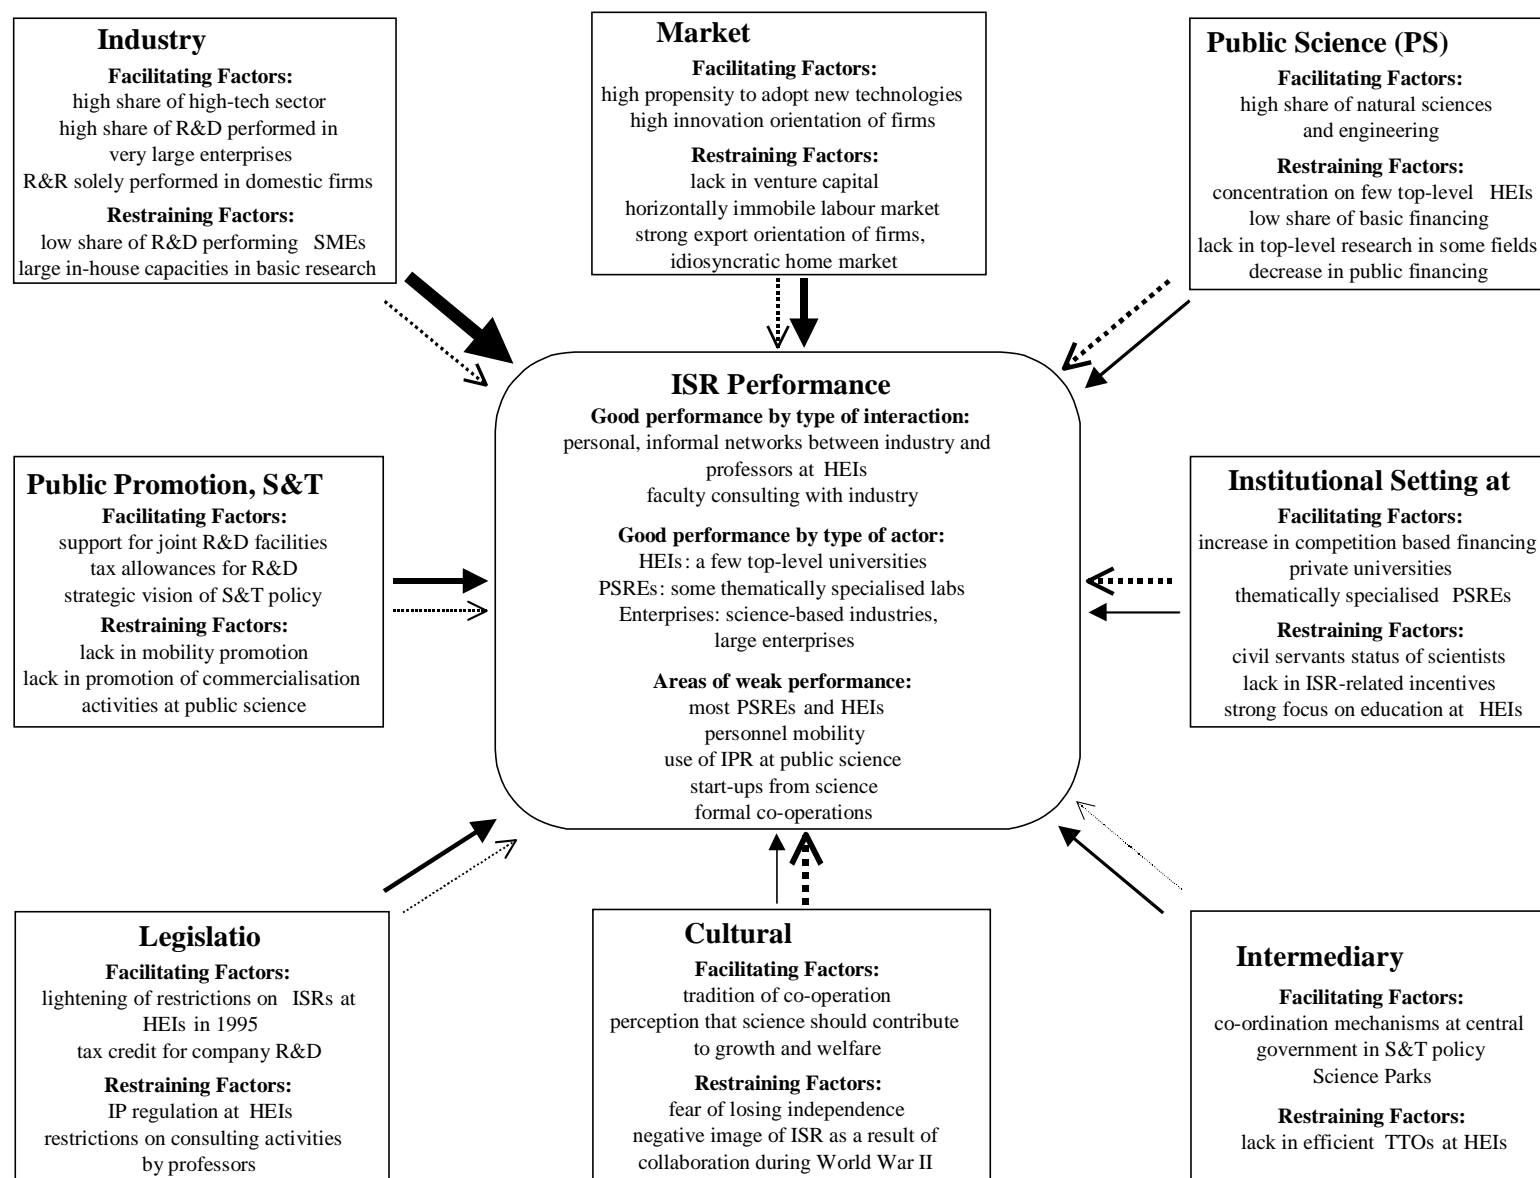 Industry
Facilitating Factors:
high share of high-tech sector
high share of R&D performed in
very large enterprises
R&R solely performed in domestic firms
Restraining Factors:
low share of R&D performing SMEs
large in-house capacities in basic research
Market
Facilitating Factors:
high propensity to adopt new technologies
high innovation orientation of firms
Restraining Factors:
lack in venture capital
horizontally immobile labour market
strong export orientation of firms,
idiosyncratic home market
Public Science (PS)
Facilitating Factors:
high share of natural sciences
and engineering
Restraining Factors:
concentration on few top-level HEIs
low share of basic financing
lack in top-level research in some fields
decrease in public financing
ISR Performance
Good performance by type of interaction:
personal, informal networks between industry and
professors at HEIs
faculty consulting with industry
Good performance by type of actor:
HEIs: a few top-level universities
PSREs: some thematically specialised labs
Enterprises: science-based industries,
large enterprises
Areas of weak performance:
most PSREs and HEIs
personnel mobility
use of IPR at public science
start-ups from science
formal co-operations
Public Promotion, S&T
Facilitating Factors:
support for joint R&D facilities
tax allowances for R&D
strategic vision of S&T policy
Restraining Factors:
lack in mobility promotion
lack in promotion of commercialisation
activities at public science
Institutional Setting at
Facilitating Factors:
increase in competition based financing
private universities
thematically specialised PSREs
Restraining Factors:
civil servants status of scientists
lack in ISR-related incentives
strong focus on education at HEIs
Legislatio
Facilitating Factors:
lightening of restrictions on ISRs at
HEIs in 1995
tax credit for company R&D
Restraining Factors:
IP regulation at HEIs
restrictions on consulting activities
by professors
Cultural
Facilitating Factors:
tradition of co-operation
perception that science should contribute
to growth and welfare
Restraining Factors:
fear of losing independence
negative image of ISR as a result of
collaboration during World War II
Intermediary
Facilitating Factors:
co-ordination mechanisms at central
government in S&T policy
Science Parks
Restraining Factors:
lack in efficient TTOs at HEIs